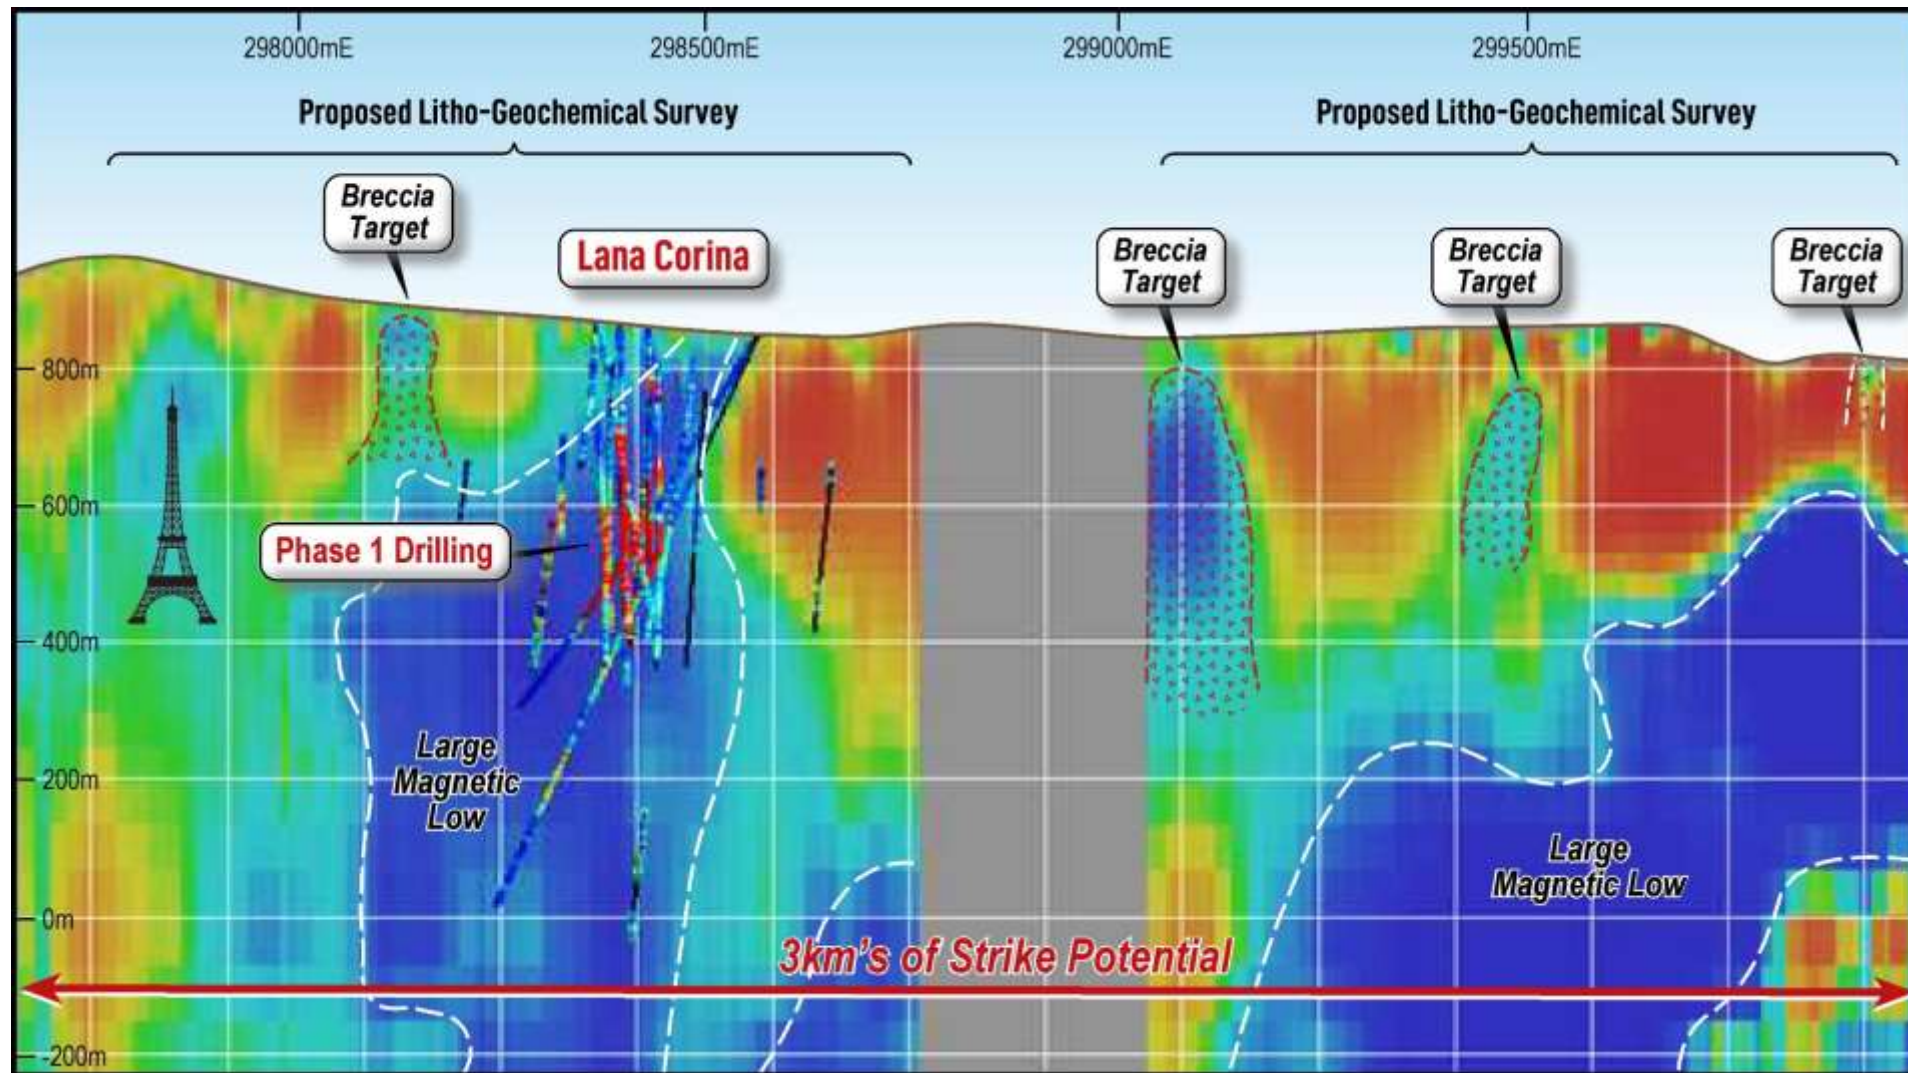 298000mE
298500mE
299000mE
299500mE
Proposed Litho-Geochemical Survey
Proposed Litho-Geochemical Survey
Breccia
Target
Lana Corina
Breccia
Target
Breccia
Target
Breccia
Target
800m
600m
Phase 1 Drilling
400m
Large
Magnetic
Low
200m
Large
Magnetic Low
0m
3km's of Strike Potential
-200m